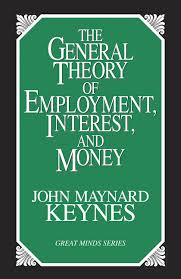 THE
GENERAL
THEORY
OF
EMPLOYMENT,
INTEREST,
AND
MONEY
JOHN MAYNARD
KEYNES
GREAT MINDS SERIES